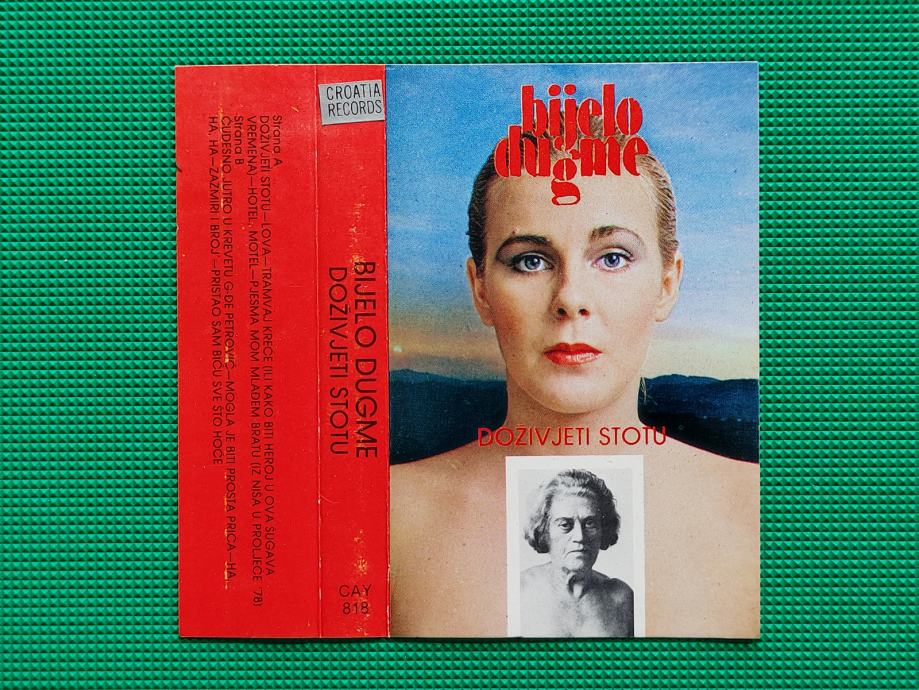 Strana A
DOŽIVJETI STOTU—LOVA—TRAMVAJ KREĆE (ILI KAKO BITI HEROJ U OVA ŠUGAVA
VREMENA)—HOTEL, MOTEL—PJESMA MOM MLAĐEM BRATU (IZ NIŠA U PROLJEĆE '78)
Strana B
ČUDESNO JUTRO U KREVETU G-ĐE PETROVIĆ—MOGLA JE BITI PROSTA PRIČA—HA,
HA, HA—ZAŽMIRI I BROJ'—PRISTAO SAM BIĆU SVE ŠTO HOĆE
CROATIA
RECORDS
BIJELO DUGME
DOŽIVJETI STOTU
CAY
818
bijelo
dugme
DOŽIVJETI STOTU